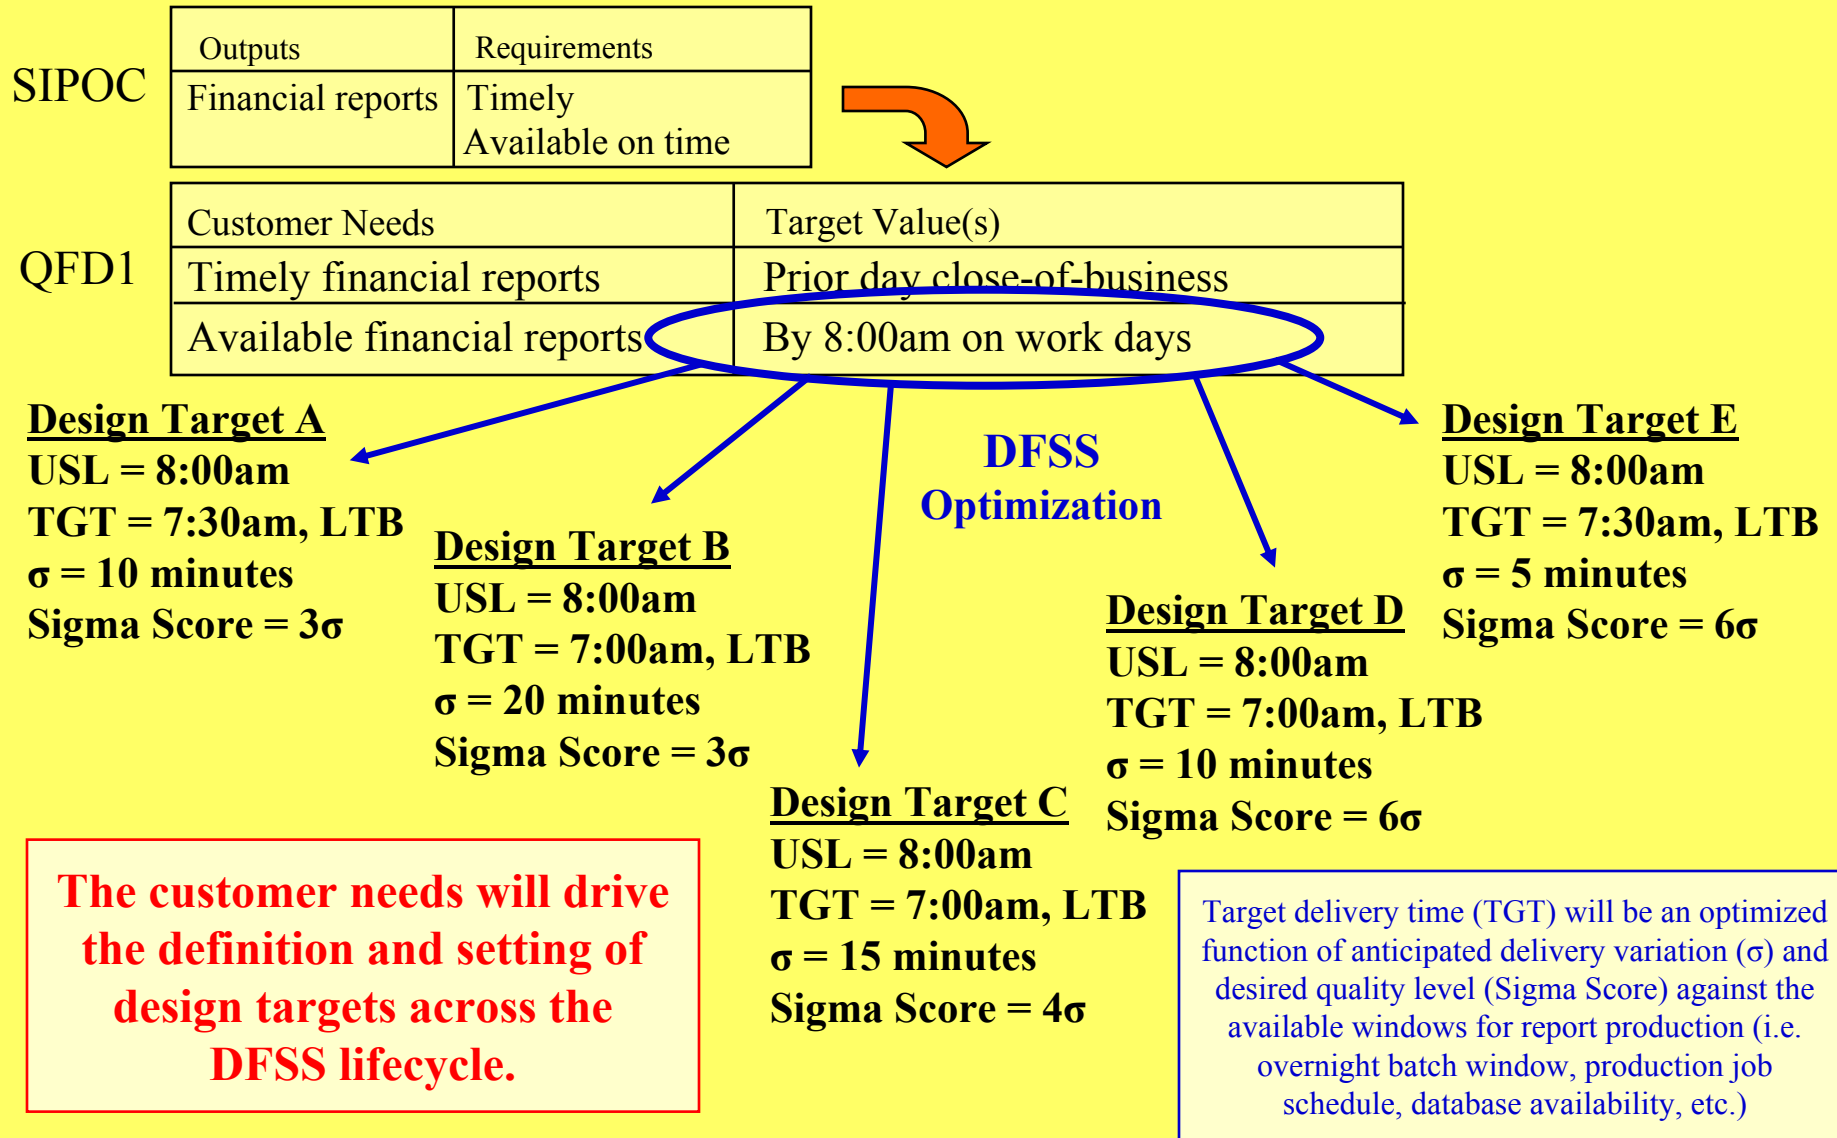 SIPOC
Outputs Requirements
Financial reports Timely
Available on time
QFD1
Customer Needs Target Value(s)
Timely financial reports Prior day close-of-business
Available financial reports By 8:00am on work days
DFSS
Optimization
Design Target A
USL = 8:00am
TGT = 7:30am, LTB
σ = 10 minutes
Sigma Score = 3σ
Design Target B
USL = 8:00am
TGT = 7:00am, LTB
σ = 20 minutes
Sigma Score = 3σ
Design Target C
USL = 8:00am
TGT = 7:00am, LTB
σ = 15 minutes
Sigma Score = 4σ
Design Target D
USL = 8:00am
TGT = 7:00am, LTB
σ = 10 minutes
Sigma Score = 6σ
Design Target E
USL = 8:00am
TGT = 7:30am, LTB
σ = 5 minutes
Sigma Score = 6σ
The customer needs will drive
the definition and setting of
design targets across the
DFSS lifecycle.
Target delivery time (TGT) will be an optimized
function of anticipated delivery variation (σ) and
desired quality level (Sigma Score) against the
available windows for report production (i.e.
overnight batch window, production job
schedule, database availability, etc.)